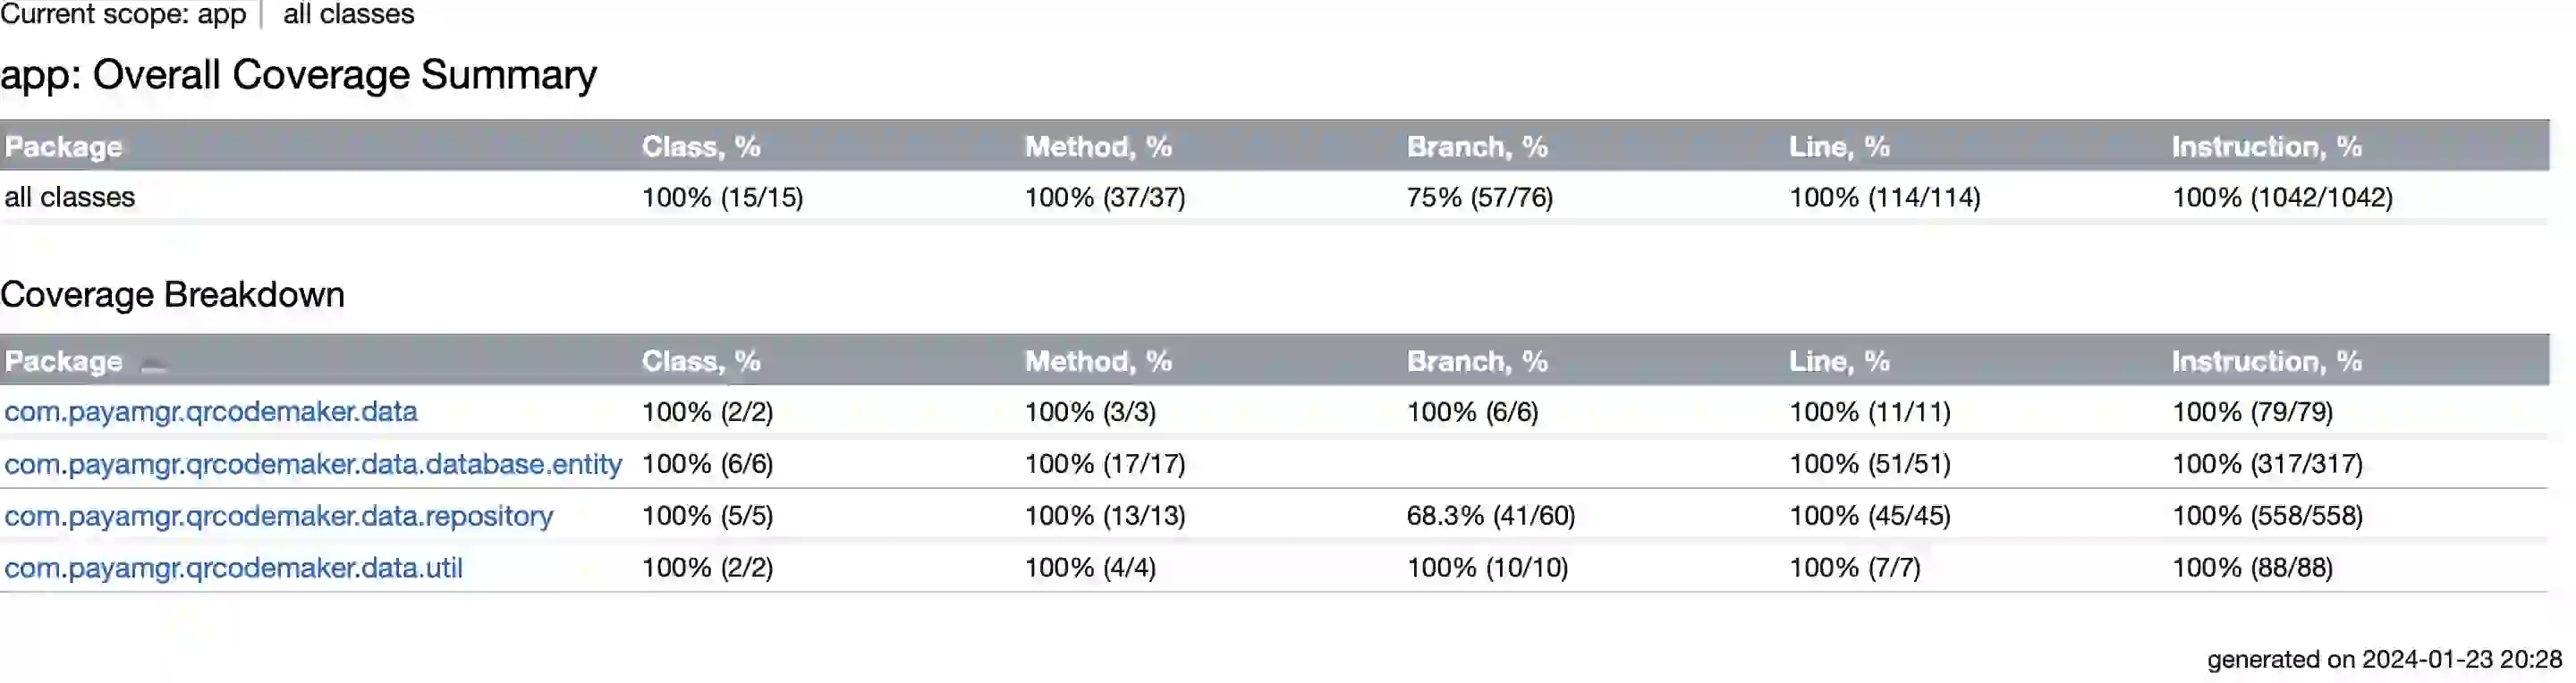 Current scope: app | all classes
app: Overall Coverage Summary
Package Class, % Method, % Branch, % Line, % Instruction, %
all classes 100% (15/15) 100% (37/37) 75% (57/76) 100% (114/114) 100% (1042/1042)
Coverage Breakdown
Package Class, % Method, % Branch, % Line, % Instruction, %
com.payamgr.qrcodemaker.data 100% (2/2) 100% (3/3) 100% (6/6) 100% (11/11) 100% (79/79)
com.payamgr.qrcodemaker.data.database.entity 100% (6/6) 100% (17/17) 100% (51/51) 100% (317/317)
com.payamgr.qrcodemaker.data.repository 100% (5/5) 100% (13/13) 68.3% (41/60) 100% (45/45) 100% (558/558)
com.payamgr.qrcodemaker.data.util 100% (2/2) 100% (4/4) 100% (10/10) 100% (7/7) 100% (88/88)
generated on 2024-01-23 20:28